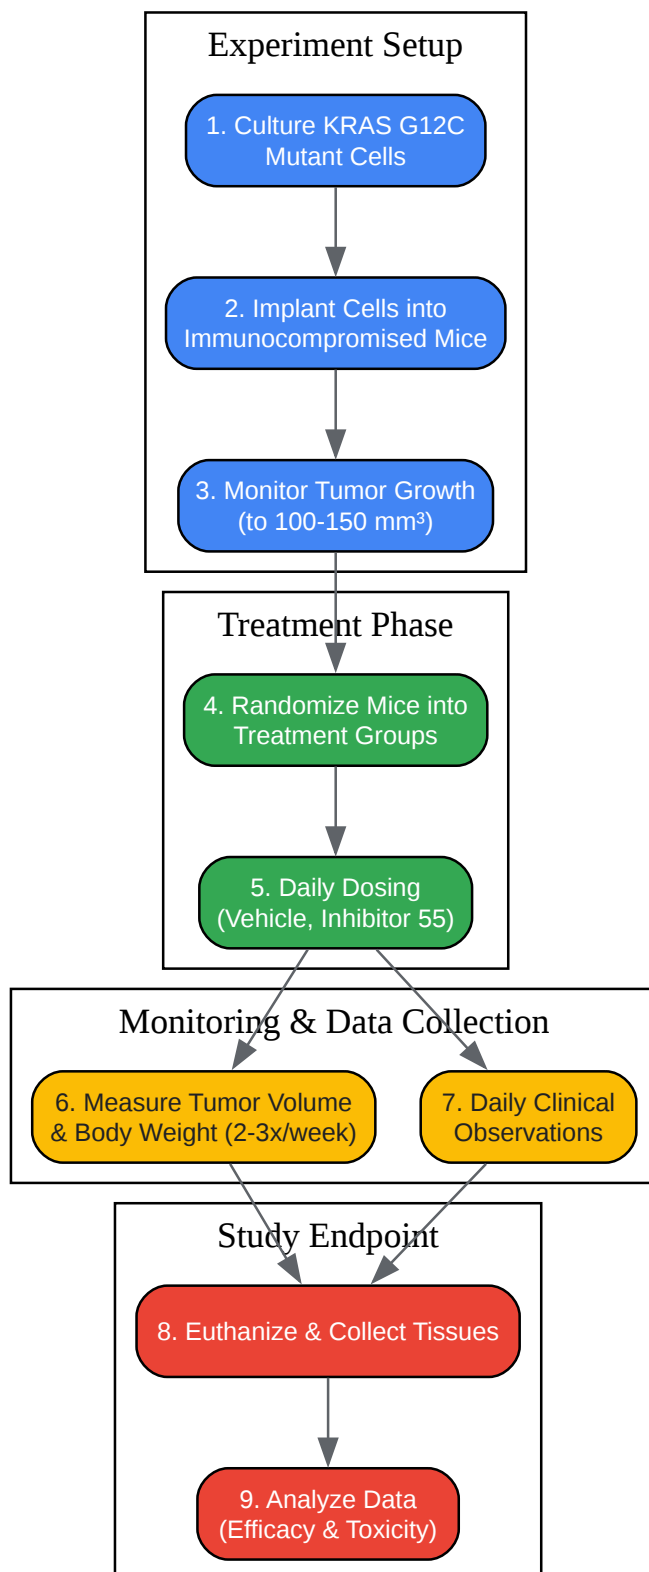 Experiment Setup
1. Culture KRAS G12C
Mutant Cells
2. Implant Cells into
Immunocompromised Mice
3. Monitor Tumor Growth
(to 100-150 mm³)
Treatment Phase
4. Randomize Mice into
Treatment Groups
5. Daily Dosing
(Vehicle, Inhibitor 55)
Monitoring & Data Collection
6. Measure Tumor Volume
& Body Weight (2-3x/week)
7. Daily Clinical
Observations
Study Endpoint
8. Euthanize & Collect Tissues
9. Analyze Data
(Efficacy & Toxicity)